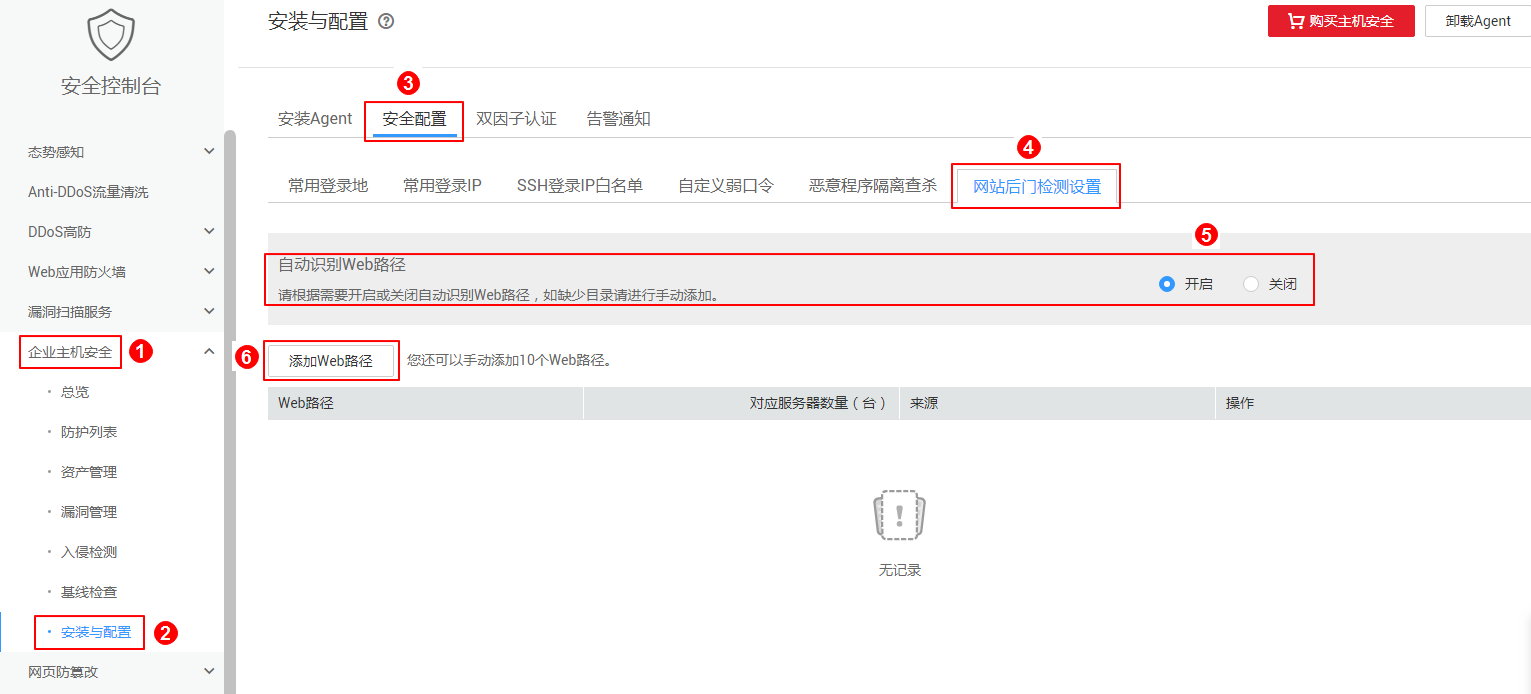 安全控制台
态势感知
Anti-DDoS流量清洗
DDoS高防
Web应用防火墙
漏洞扫描服务
企业主机安全 1
· 总览
· 防护列表
· 资产管理
· 漏洞管理
· 入侵检测
· 基线检查
· 安装与配置 2
网页防篡改
安装与配置 ?
购买主机安全 卸载Agent
3
安装Agent 安全配置 双因子认证 告警通知
4
常用登录地 常用登录IP SSH登录IP白名单 自定义弱口令 恶意程序隔离查杀 网站后门检测设置
5
自动识别Web路径
请根据需要开启或关闭自动识别Web路径，如缺少目录请进行手动添加。 开启 关闭
6 添加Web路径 您还可以手动添加10个Web路径。
Web路径 对应服务器数量（台） 来源 操作
无记录